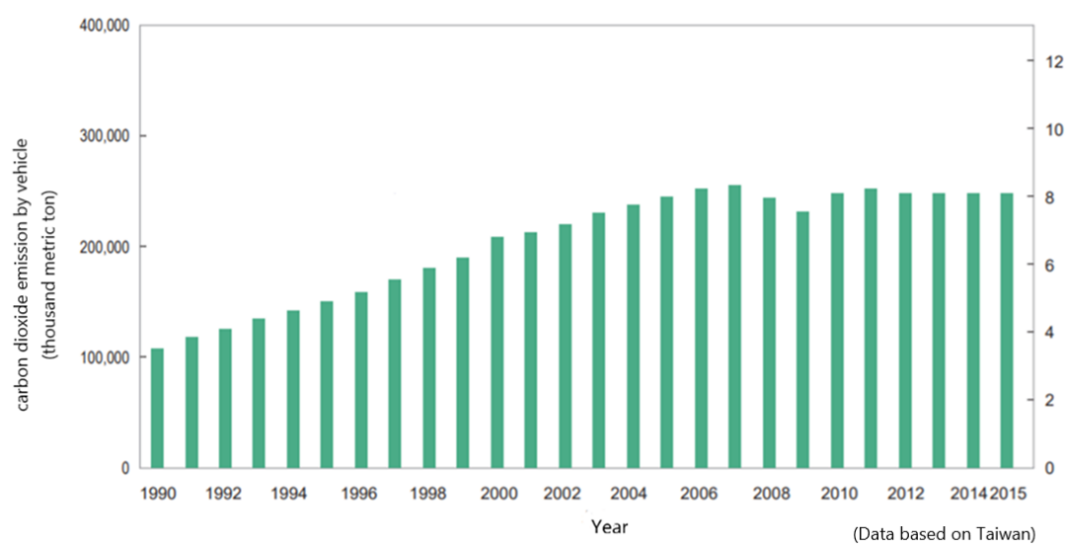 400,000
300,000
200,000
100,000
0
carbon dioxide emission by vehicle
(thousand metric ton)
12
10
8
6
4
2
0
1990 1992 1994 1996 1998 2000 2002 2004 2006 2008 2010 2012 2014 2015
Year
(Data based on Taiwan)